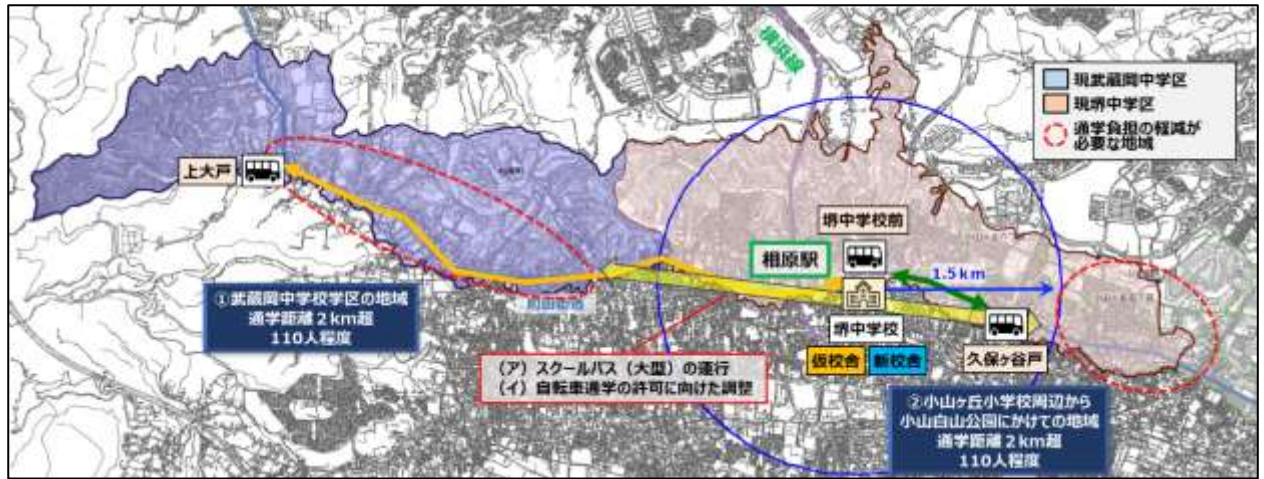 横浜線
現武蔵岡中学区
現堺中学区
通学負担の軽減が
必要な地域
上大戸
堺中学校前
相原駅
1.5km
①武蔵岡中学校学区の地域
通学距離2km超
110人程度
町田街道
堺中学校
仮校舎
新校舎
久保ヶ谷戸
(ア)スクールバス(大型)の運行
(イ)自転車通学の許可に向けた調整
②小山ヶ丘小学校周辺から
小山白山公園にかけての地域
通学距離2km超
110人程度